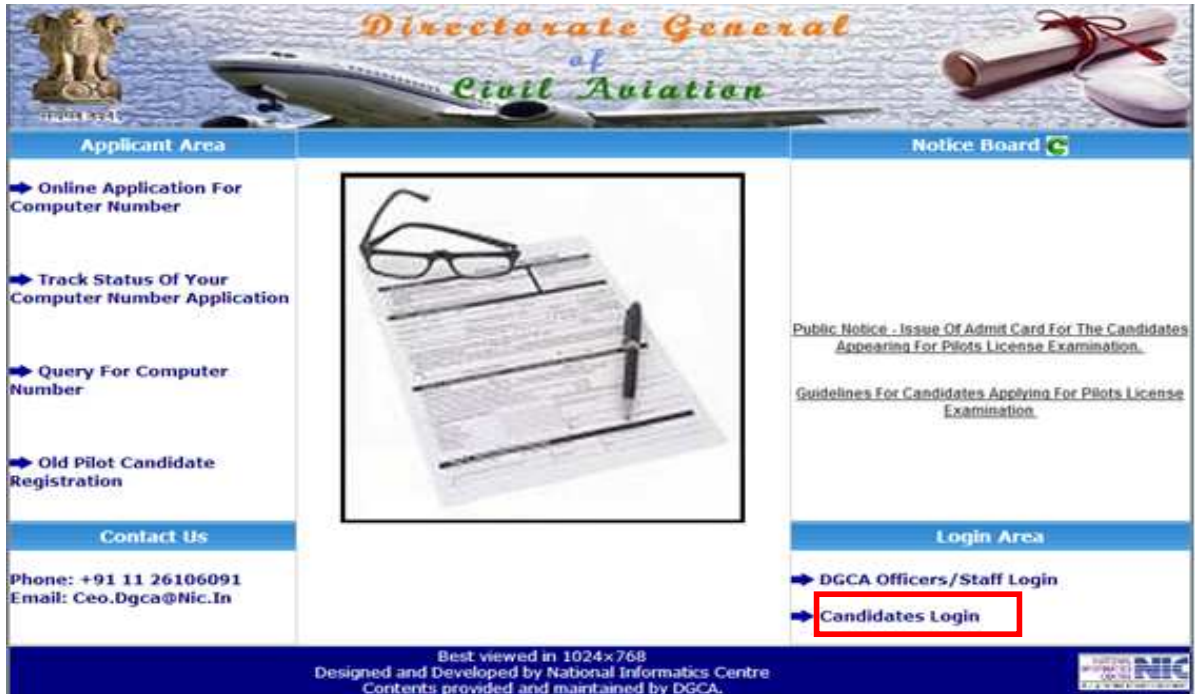 Directorate General
of
Civil Aviation
Applicant Area
Online Application For
Computer Number
Track Status Of Your
Computer Number Application
Query For Computer
Number
Old Pilot Candidate
Registration
Contact Us
Phone: +91 11 26106091
Email: Ceo.Dgca@Nic.In
Notice Board
Public Notice - Issue Of Admit Card For The Candidates
Appearing For Pilots License Examination.
Guidelines For Candidates Applying For Pilots License
Examination.
Login Area
DGCA Officers/Staff Login
Candidates Login
Best viewed in 1024×768
Designed and Developed by National Informatics Centre
Contents provided and maintained by DGCA.
NIC